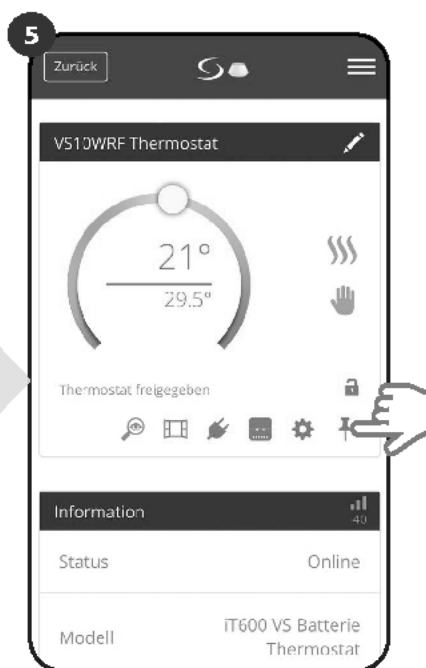 5
Zurück
VS10WRF Thermostat
21°
29.5°
Thermostat freigegeben
Information
40
Status Online
Modell iT600 VS Batterie
Thermostat